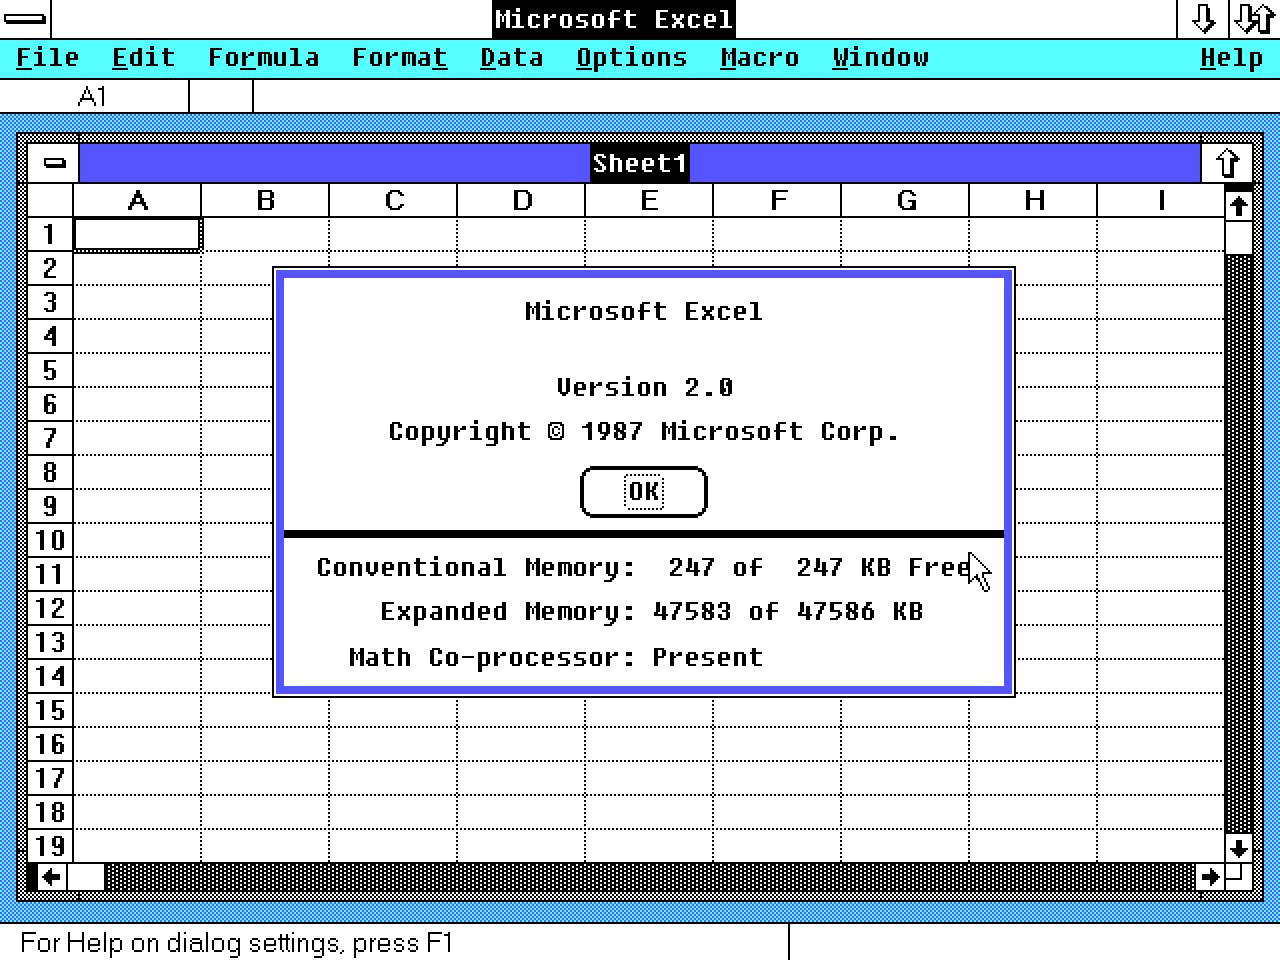 Microsoft Excel
File Edit Formula Format Data Options Macro Window Help
A1
Sheet1
A B C D E F G H I
1
2
3
4
5
6
7
8
9
10
11
12
13
14
15
16
17
18
19
Microsoft Excel
Version 2.0
Copyright © 1987 Microsoft Corp.
OK
Conventional Memory: 247 of 247 KB Free
Expanded Memory: 47583 of 47586 KB
Math Co-processor: Present
For Help on dialog settings, press F1